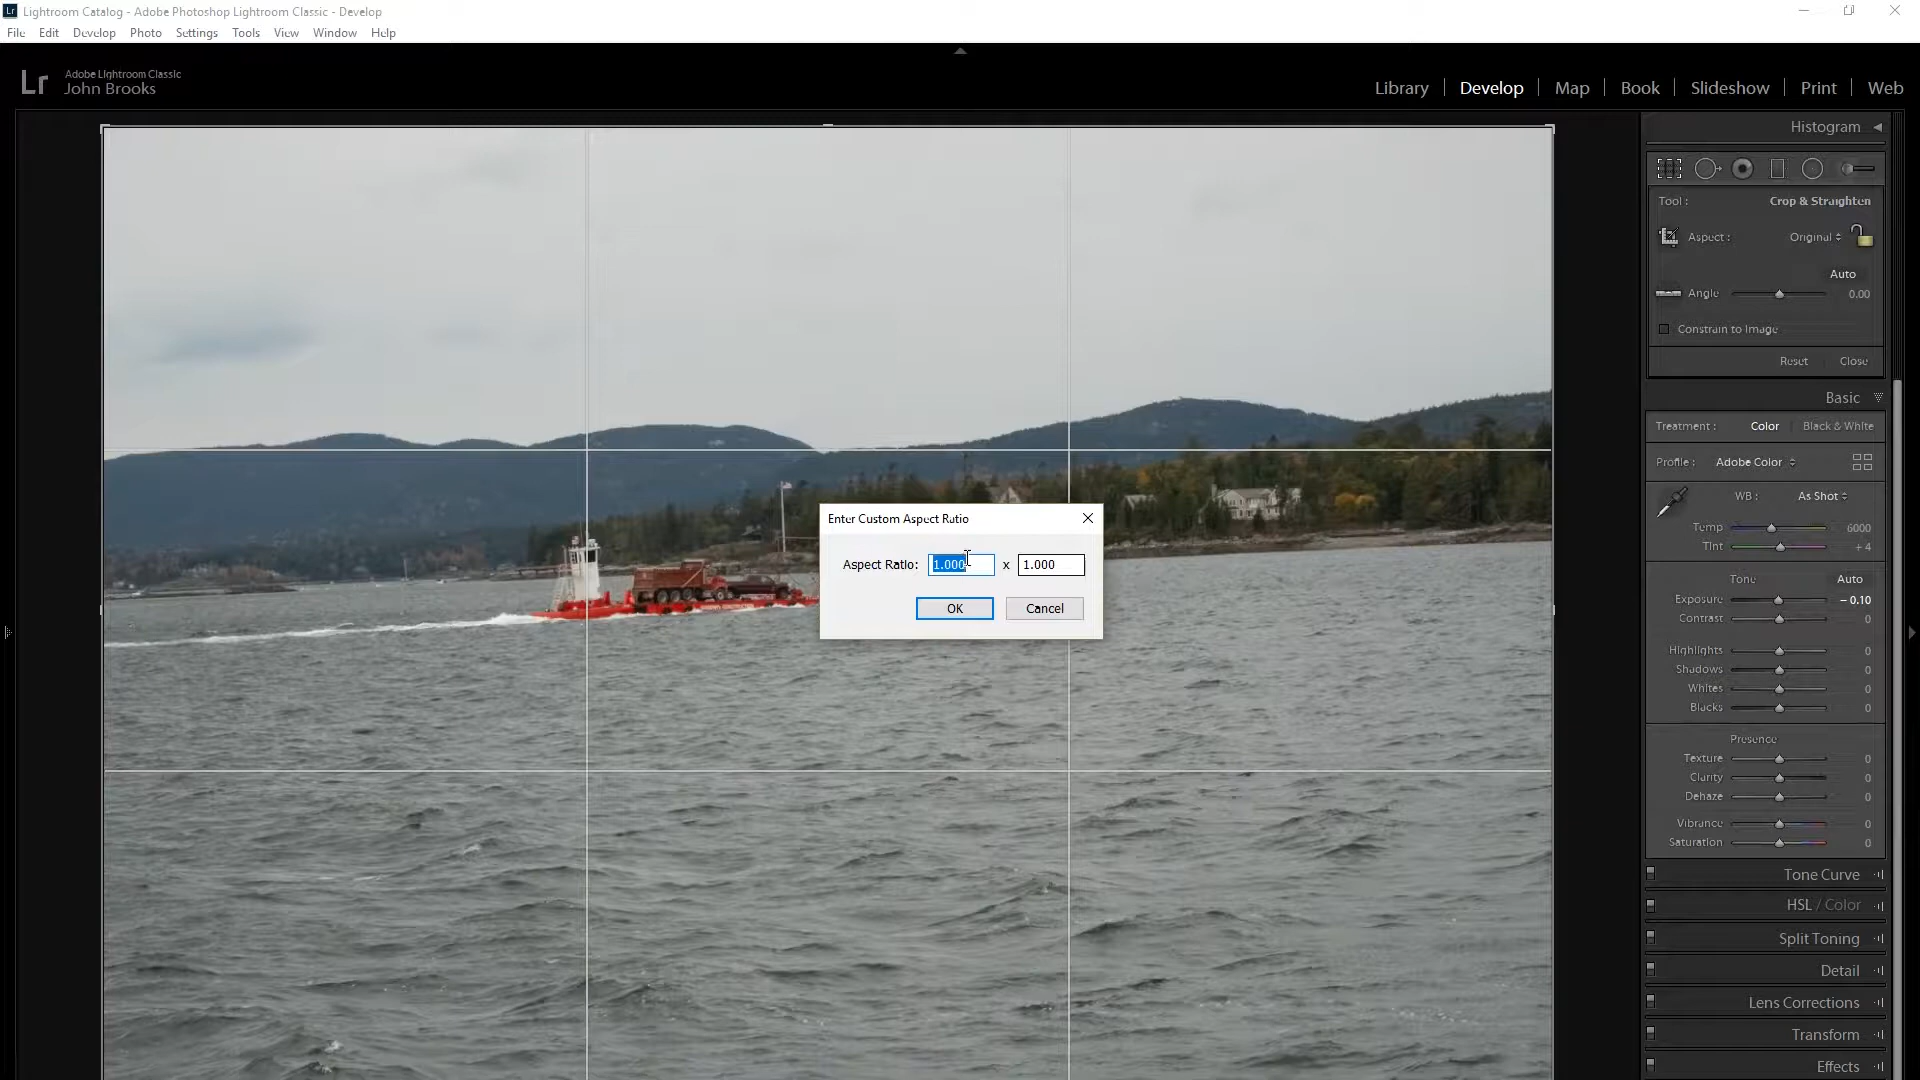 Lr Lightroom Catalog - Adobe Photoshop Lightroom Classic - Develop
File Edit Develop Photo Settings Tools View Window Help
Lr Adobe Lightroom Classic
John Brooks
Library Develop Map Book Slideshow Print Web
Histogram
Tool : Crop & Straighten
Aspect : Original
Auto
Angle 0.00
Constrain to Image
Reset Close
Basic
Treatment : Color Black & White
Profile : Adobe Color
WB : As Shot
Temp 6000
Tint + 4
Tone Auto
Exposure – 0.10
Contrast 0
Highlights 0
Shadows 0
Whites 0
Blacks 0
Presence
Texture 0
Clarity 0
Dehaze 0
Vibrance 0
Saturation 0
Tone Curve
HSL / Color
Split Toning
Detail
Lens Corrections
Transform
Effects
Enter Custom Aspect Ratio
Aspect Ratio: 1.000 x 1.000
OK Cancel